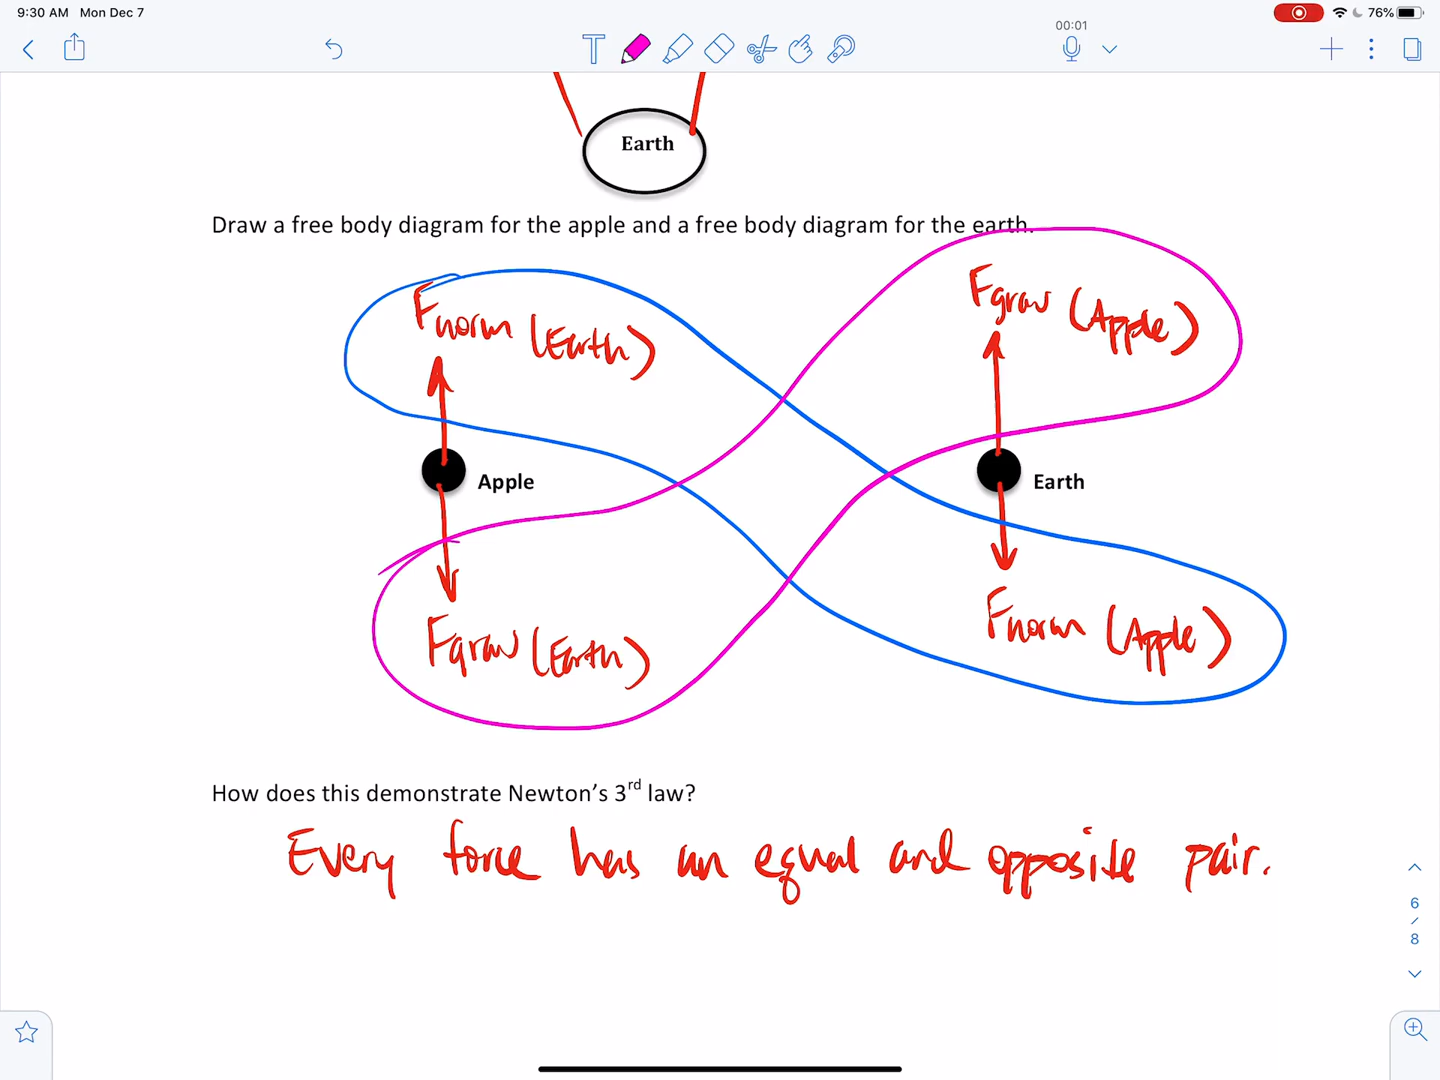 9:30 AM Mon Dec 7
76%
00:01
T
Earth
Draw a free body diagram for the apple and a free body diagram for the earth.
Fnorm (Earth)
Fgrav (Apple)
Apple
Earth
Fgrav (Earth)
Fnorm (Apple)
How does this demonstrate Newton’s 3rd law?
Every force has an equal and opposite pair.
6
/
8